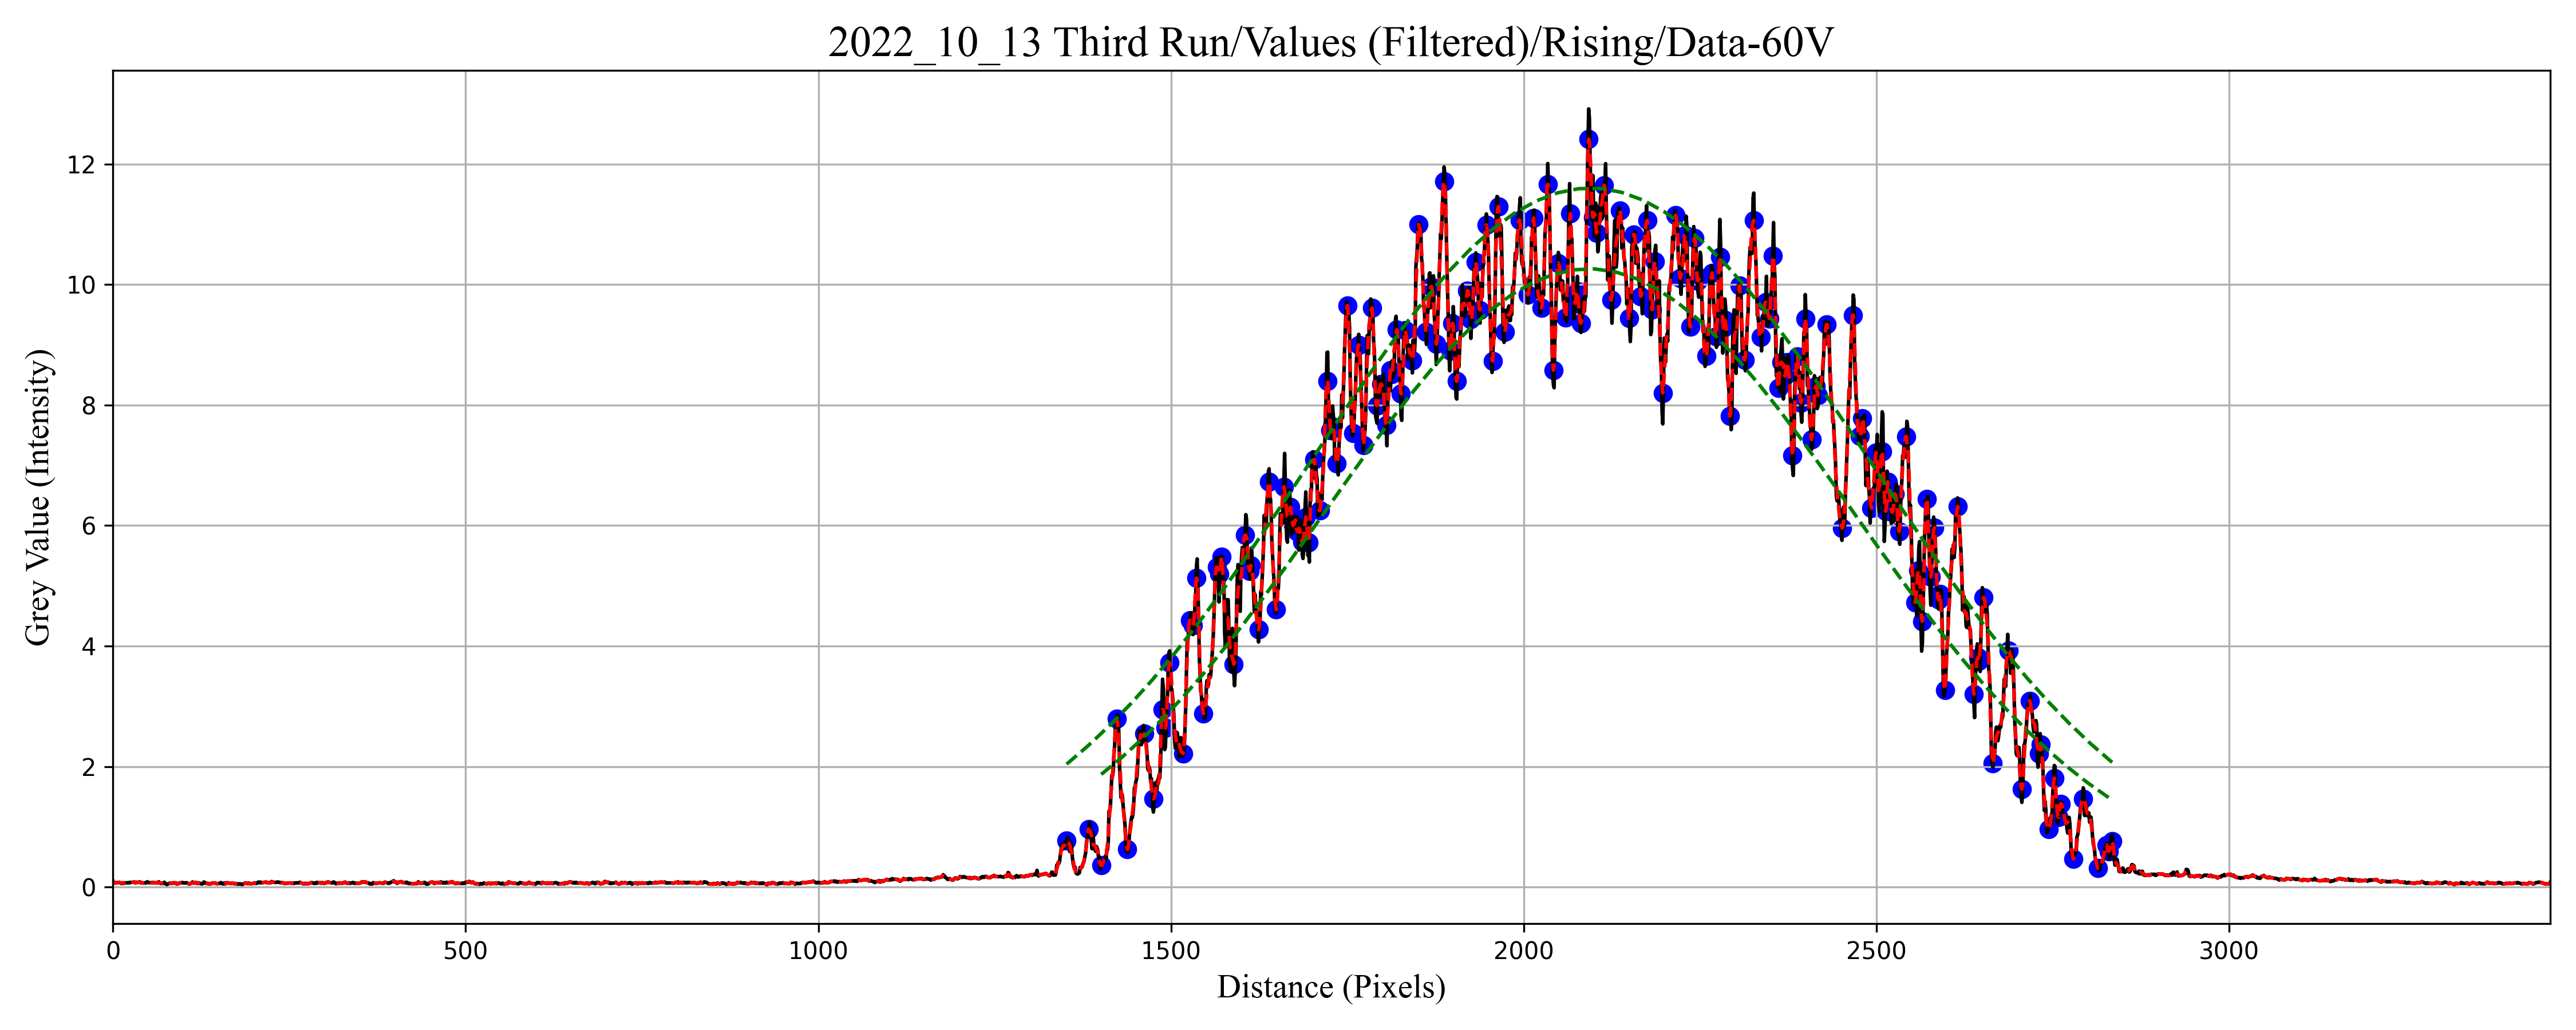 2022_10_13 Third Run/Values (Filtered)/Rising/Data-60V
Grey Value (Intensity)
12
10
8
6
4
2
0
0 500 1000 1500 2000 2500 3000
Distance (Pixels)